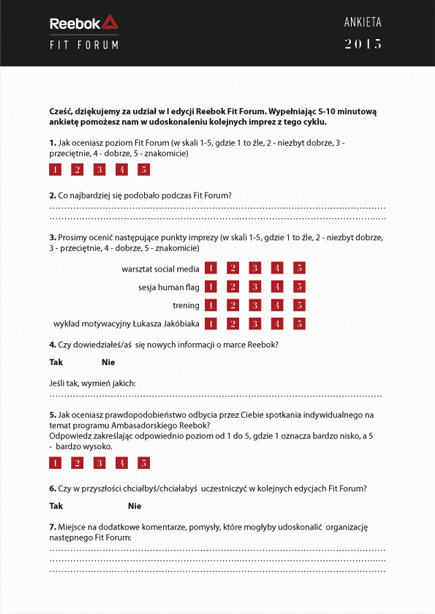 Reebok
FIT FORUM
ANKIETA
2015
Cześć, dziękujemy za udział w I edycji Reebok Fit Forum. Wypełniając 5-10 minutową
ankietę pomożesz nam w udoskonaleniu kolejnych imprez z tego cyklu.
1. Jak oceniasz poziom Fit Forum (w skali 1-5, gdzie 1 to źle, 2 - niezbyt dobrze, 3 -
przeciętnie, 4 - dobrze, 5 - znakomicie)
1 2 3 4 5
2. Co najbardziej się podobało podczas Fit Forum?
3. Prosimy ocenić następujące punkty imprezy (w skali 1-5, gdzie 1 to źle, 2 - niezbyt dobrze,
3 - przeciętnie, 4 - dobrze, 5 - znakomicie)
warsztat social media 1 2 3 4 5
sesja human flag 1 2 3 4 5
trening 1 2 3 4 5
wykład motywacyjny Łukasza Jakóbiaka 1 2 3 4 5
4. Czy dowiedziałeś/aś się nowych informacji o marce Reebok?
Tak Nie
Jeśli tak, wymień jakich:
5. Jak oceniasz prawdopodobieństwo odbycia przez Ciebie spotkania indywidualnego na
temat programu Ambasadorskiego Reebok?
Odpowiedz zakreślając odpowiednio poziom od 1 do 5, gdzie 1 oznacza bardzo nisko, a 5
- bardzo wysoko.
1 2 3 4 5
6. Czy w przyszłości chciałbyś/chciałabyś uczestniczyć w kolejnych edycjach Fit Forum?
Tak Nie
7. Miejsce na dodatkowe komentarze, pomysły, które mogłyby udoskonalić organizację
następnego Fit Forum: